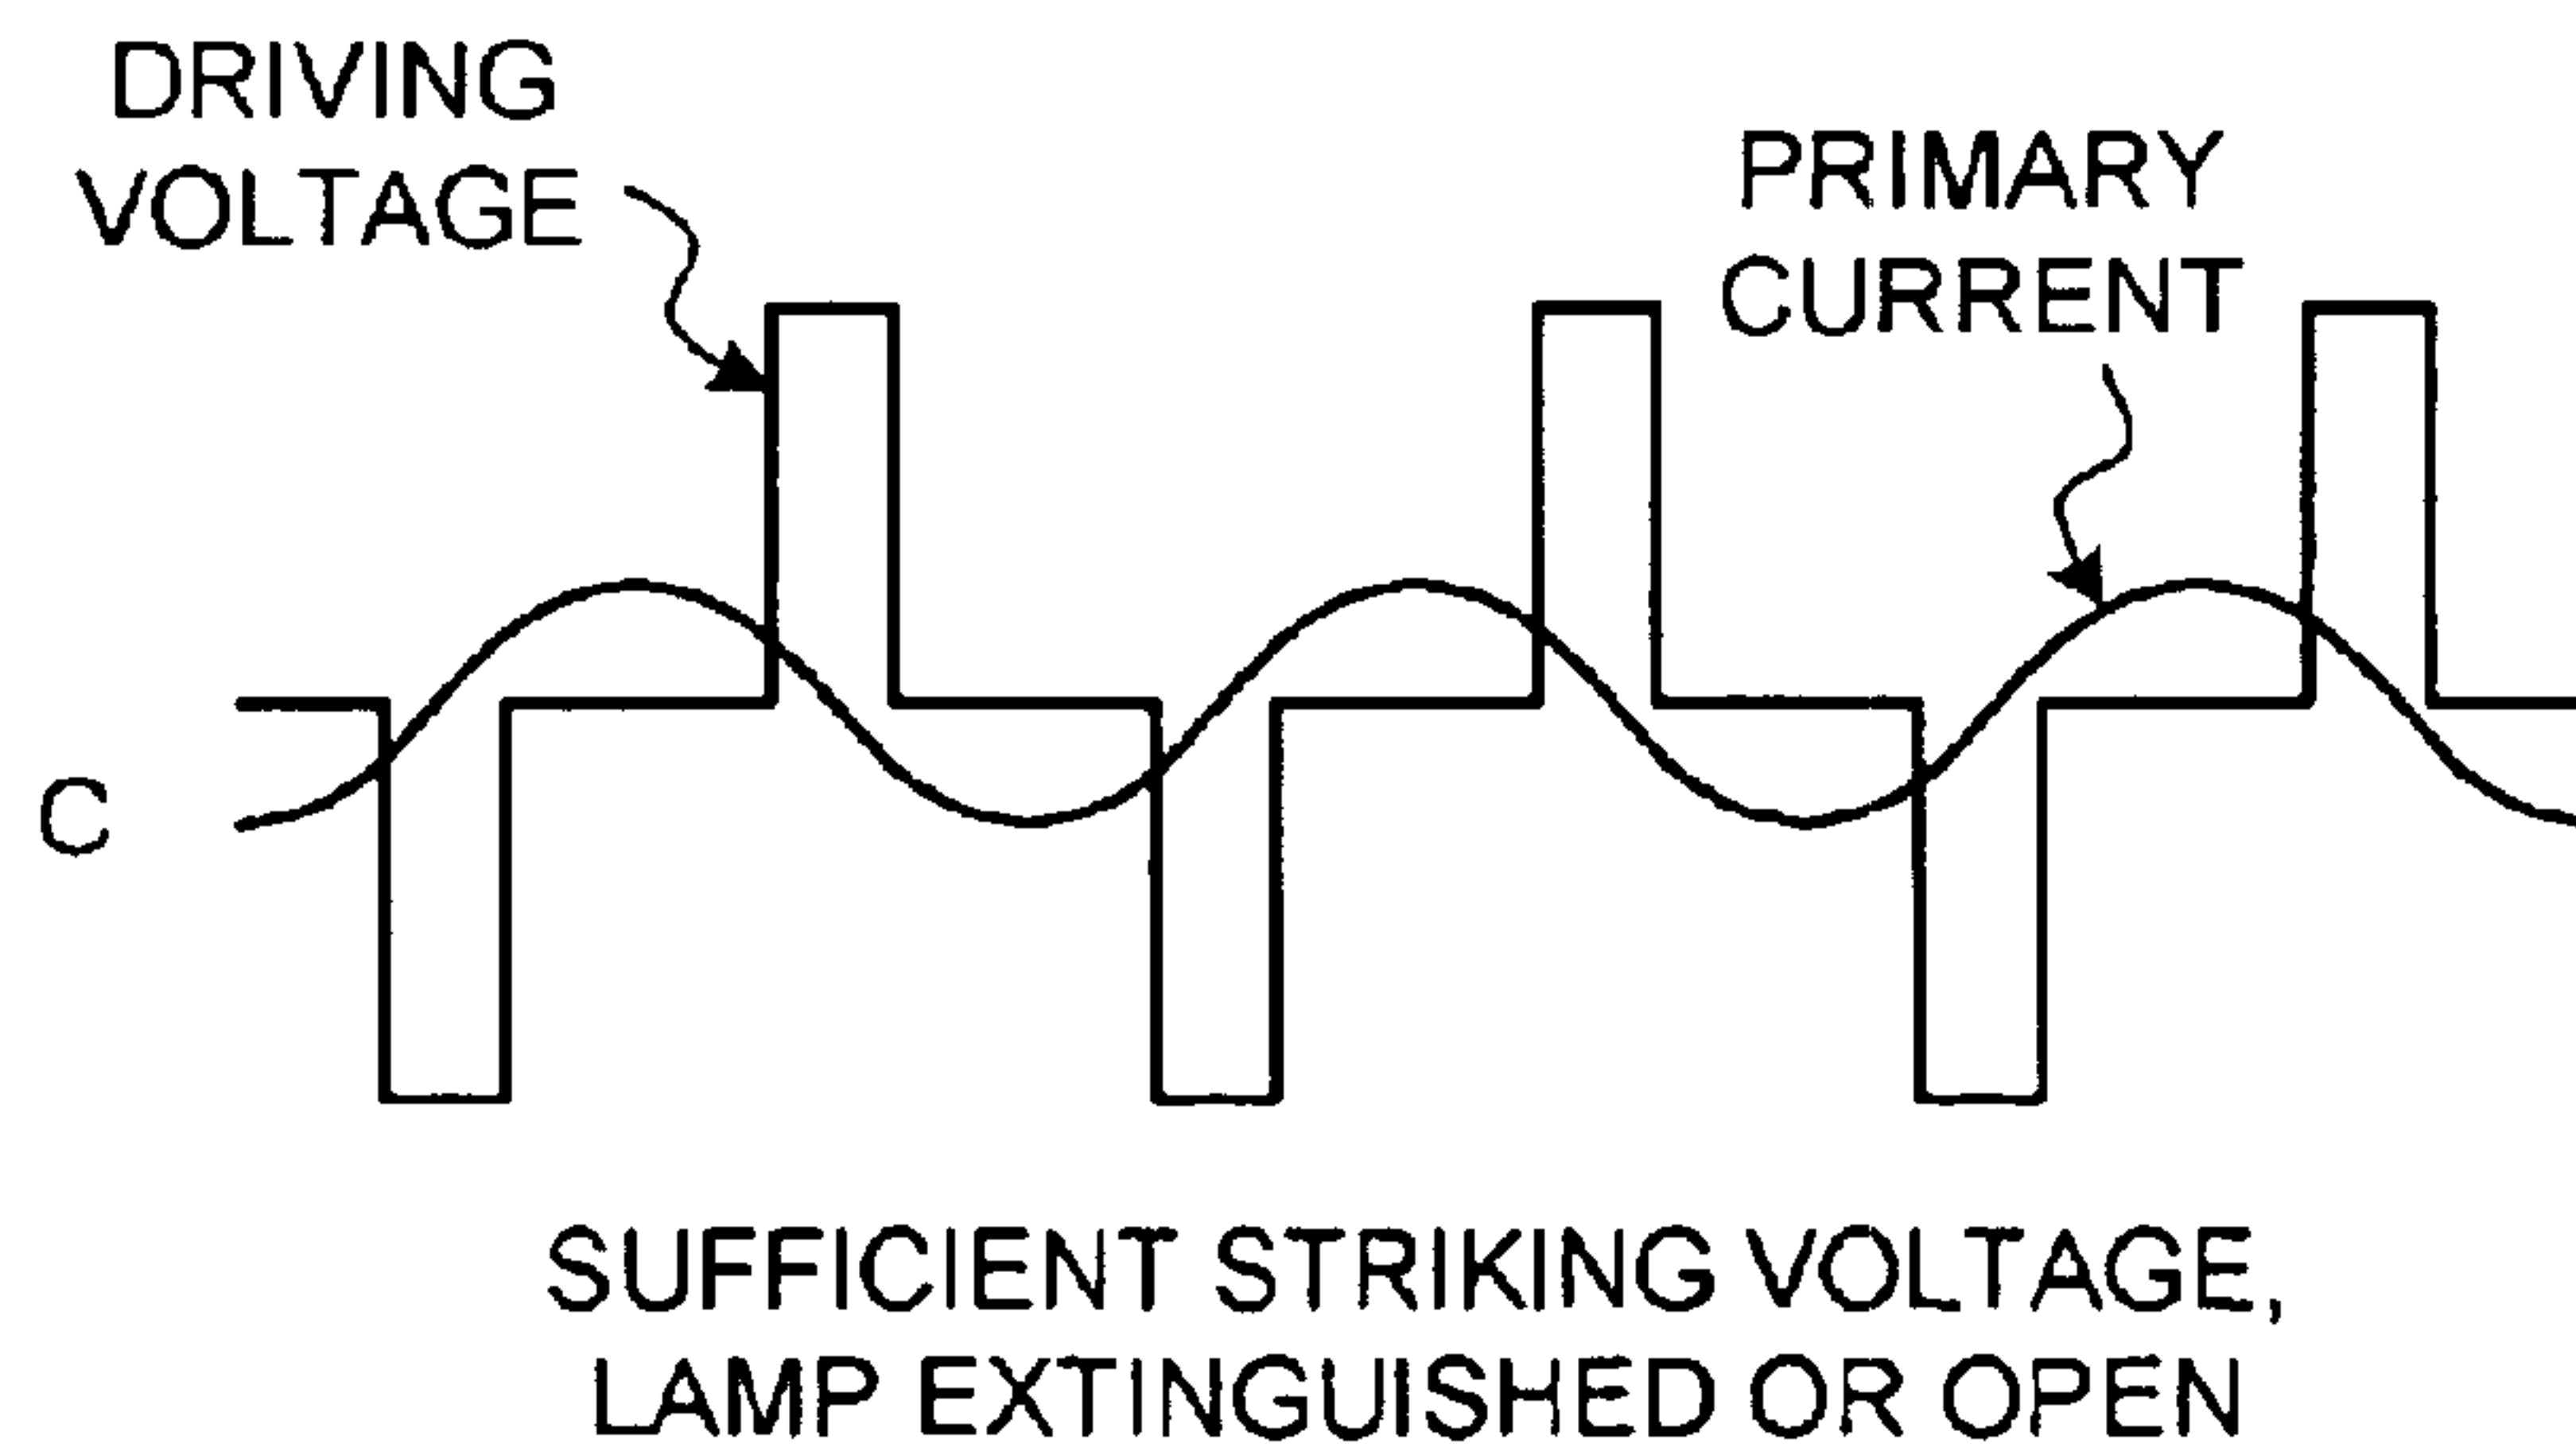 DRIVING
VOLTAGE
PRIMARY
CURRENT
C
SUFFICIENT STRIKING VOLTAGE,
LAMP EXTINGUISHED OR OPEN